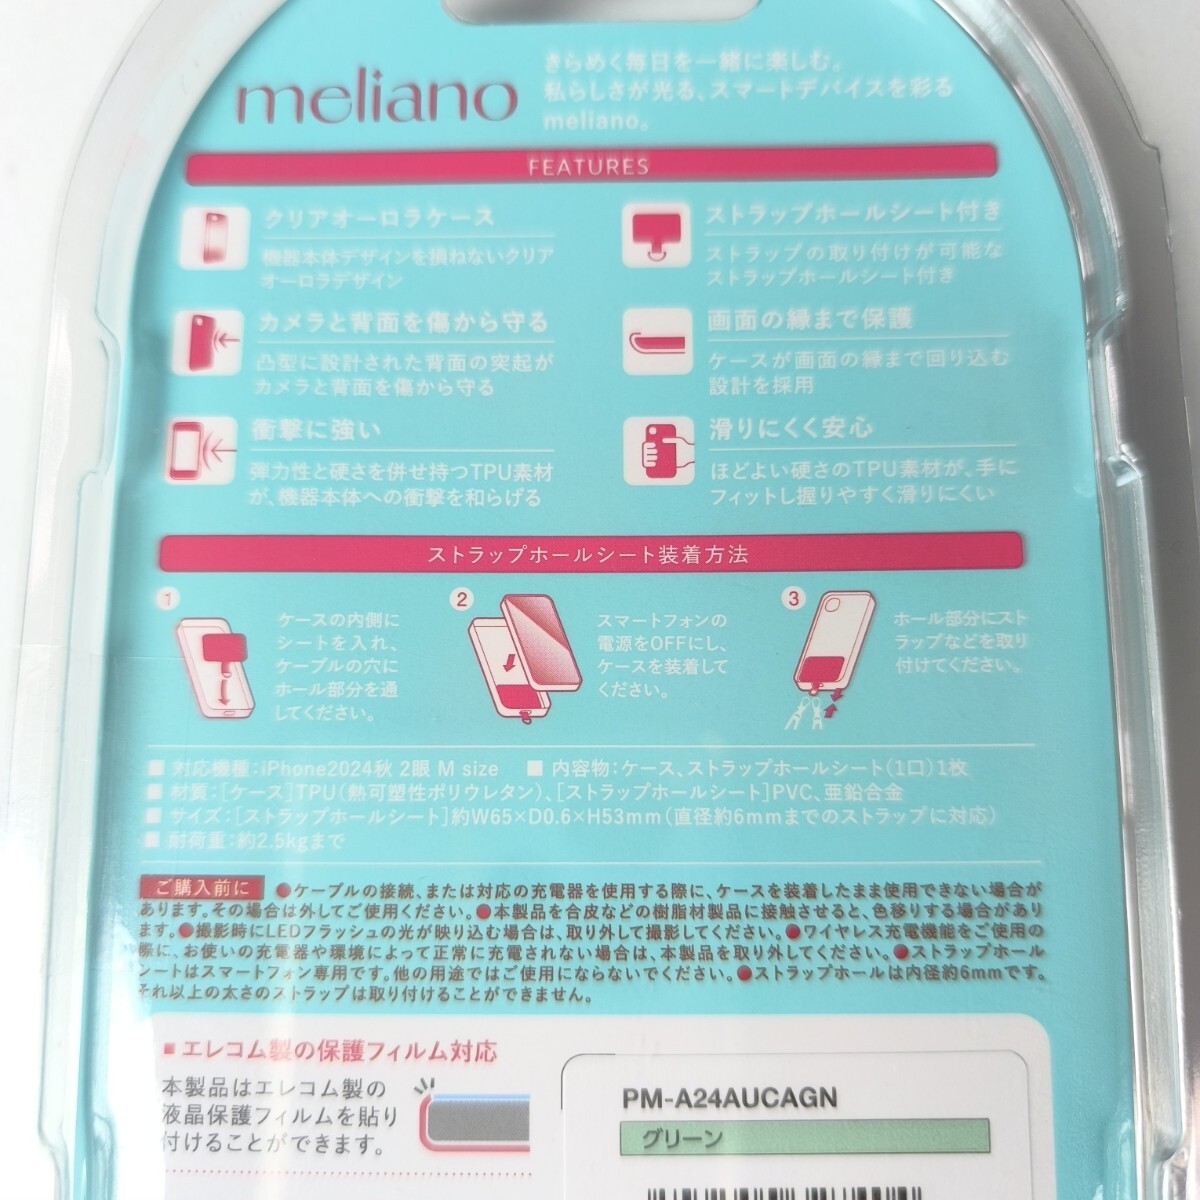 meliano
きらめく毎日を一緒に楽しむ。
私らしさが光る、スマートデバイスを彩る
meliano。
FEATURES
クリアオーロラケース
機器本体デザインを損ねないクリア
オーロラデザイン
ストラップホールシート付き
ストラップの取り付けが可能な
ストラップホールシート付き
カメラと背面を傷から守る
凸型に設計された背面の突起が
カメラと背面を傷から守る
画面の縁まで保護
ケースが画面の縁まで回り込む
設計を採用
衝撃に強い
弾力性と硬さを併せ持つTPU素材
が、機器本体への衝撃を和らげる
滑りにくく安心
ほどよい硬さのTPU素材が、手に
フィットし握りやすく滑りにくい
ストラップホールシート装着方法
1
ケースの内側に
シートを入れ、
ケーブルの穴に
ホール部分を通
してください。
2
スマートフォンの
電源をOFFにし、
ケースを装着して
ください。
3
ホール部分にスト
ラップなどを取り
付けてください。
■ 対応機種：iPhone2024秋 2眼 M size ■ 内容物：ケース、ストラップホールシート（1口）1枚
■ 材質：［ケース］TPU（熱可塑性ポリウレタン）、［ストラップホールシート］PVC、亜鉛合金
■ サイズ：［ストラップホールシート］約W65×D0.6×H53mm（直径約6mmまでのストラップに対応）
■ 耐荷重：約2.5kgまで
ご購入前に ●ケーブルの接続、または対応の充電器を使用する際に、ケースを装着したまま使用できない場合が
あります。その場合は外してご使用ください。●本製品を合皮などの樹脂材製品に接触させると、色移りする場合があり
ます。●撮影時にLEDフラッシュの光が映り込む場合は、取り外して撮影してください。●ワイヤレス充電機能をご使用の
際に、お使いの充電器や環境によって正常に充電されない場合は、本製品を取り外してください。●ストラップホール
シートはスマートフォン専用です。他の用途ではご使用にならないでください。●ストラップホールは内径約6mmです。
それ以上の太さのストラップは取り付けることができません。
■ エレコム製の保護フィルム対応
本製品はエレコム製の
液晶保護フィルムを貼り
付けることができます。
PM-A24AUCAGN
グリーン